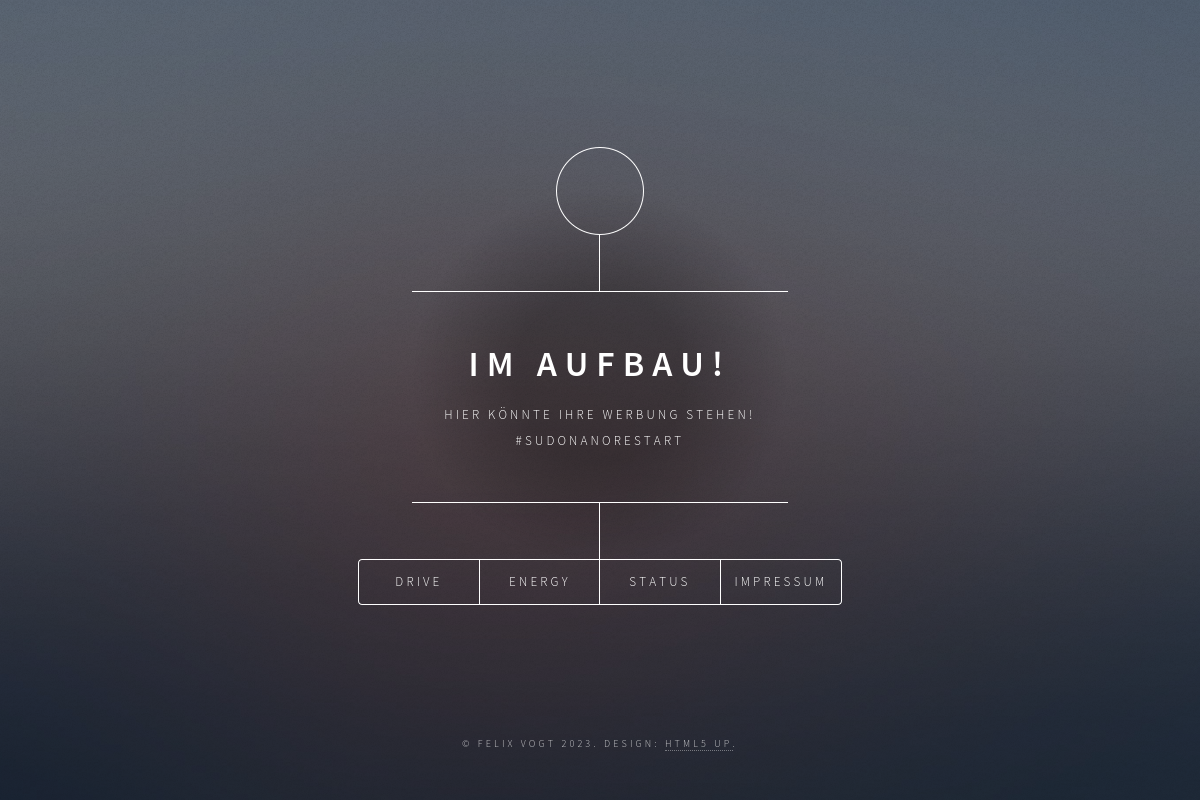 IM AUFBAU!
HIER KÖNNTE IHRE WERBUNG STEHEN!
#SUDONANORESTART
DRIVE
ENERGY
STATUS
IMPRESSUM
© FELIX VOGT 2023. DESIGN: HTML5 UP.